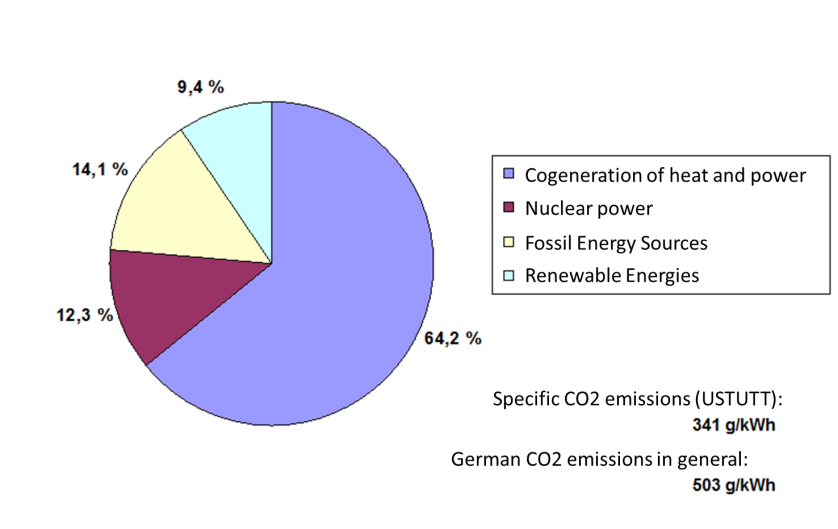 9,4 %
14,1 %
12,3 %
64,2 %
Cogeneration of heat and power
Nuclear power
Fossil Energy Sources
Renewable Energies
Specific CO2 emissions (USTUTT):
341 g/kWh
German CO2 emissions in general:
503 g/kWh